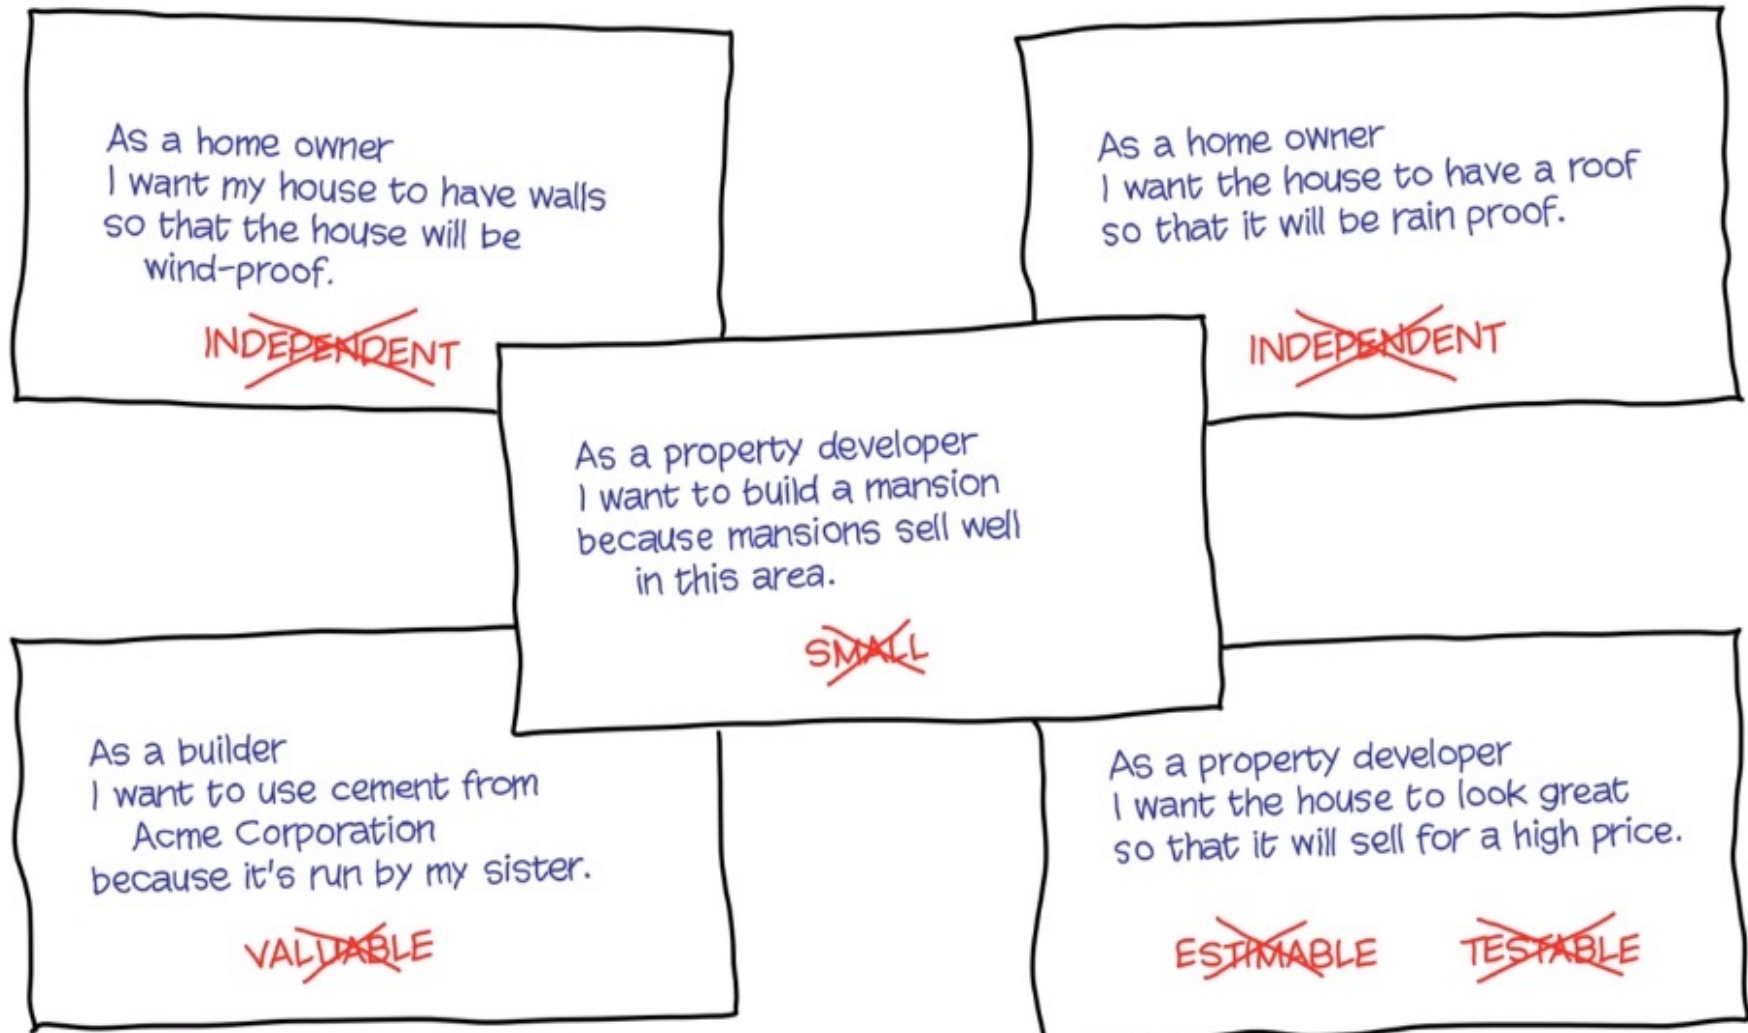 As a home owner
I want my house to have walls
so that the house will be
wind-proof.
INDEPENDENT
As a home owner
I want the house to have a roof
so that it will be rain proof.
INDEPENDENT
As a property developer
I want to build a mansion
because mansions sell well
in this area.
SMALL
As a builder
I want to use cement from
Acme Corporation
because it's run by my sister.
VALUABLE
As a property developer
I want the house to look great
so that it will sell for a high price.
ESTIMABLE TESTABLE